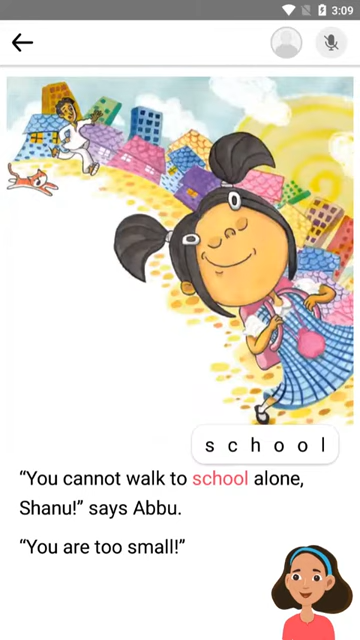 3:09
s c h o o l
“You cannot walk to school alone,
Shanu!” says Abbu.
“You are too small!”